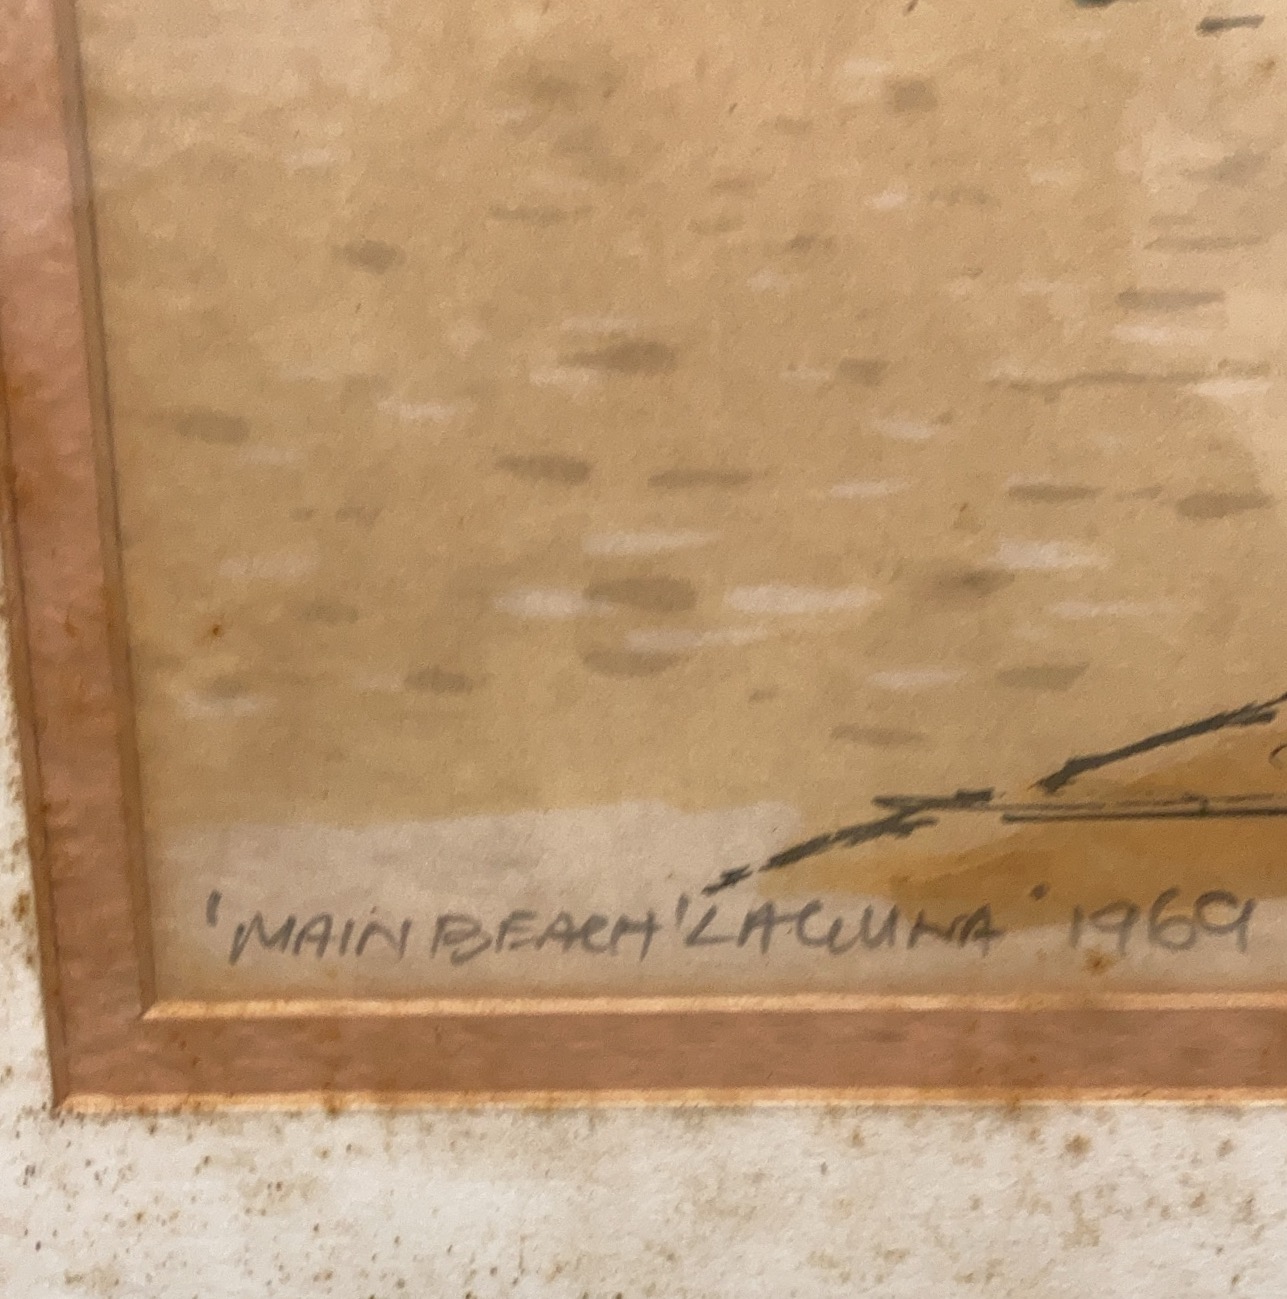 'MAIN BEACH' LAGUNA ' 1969